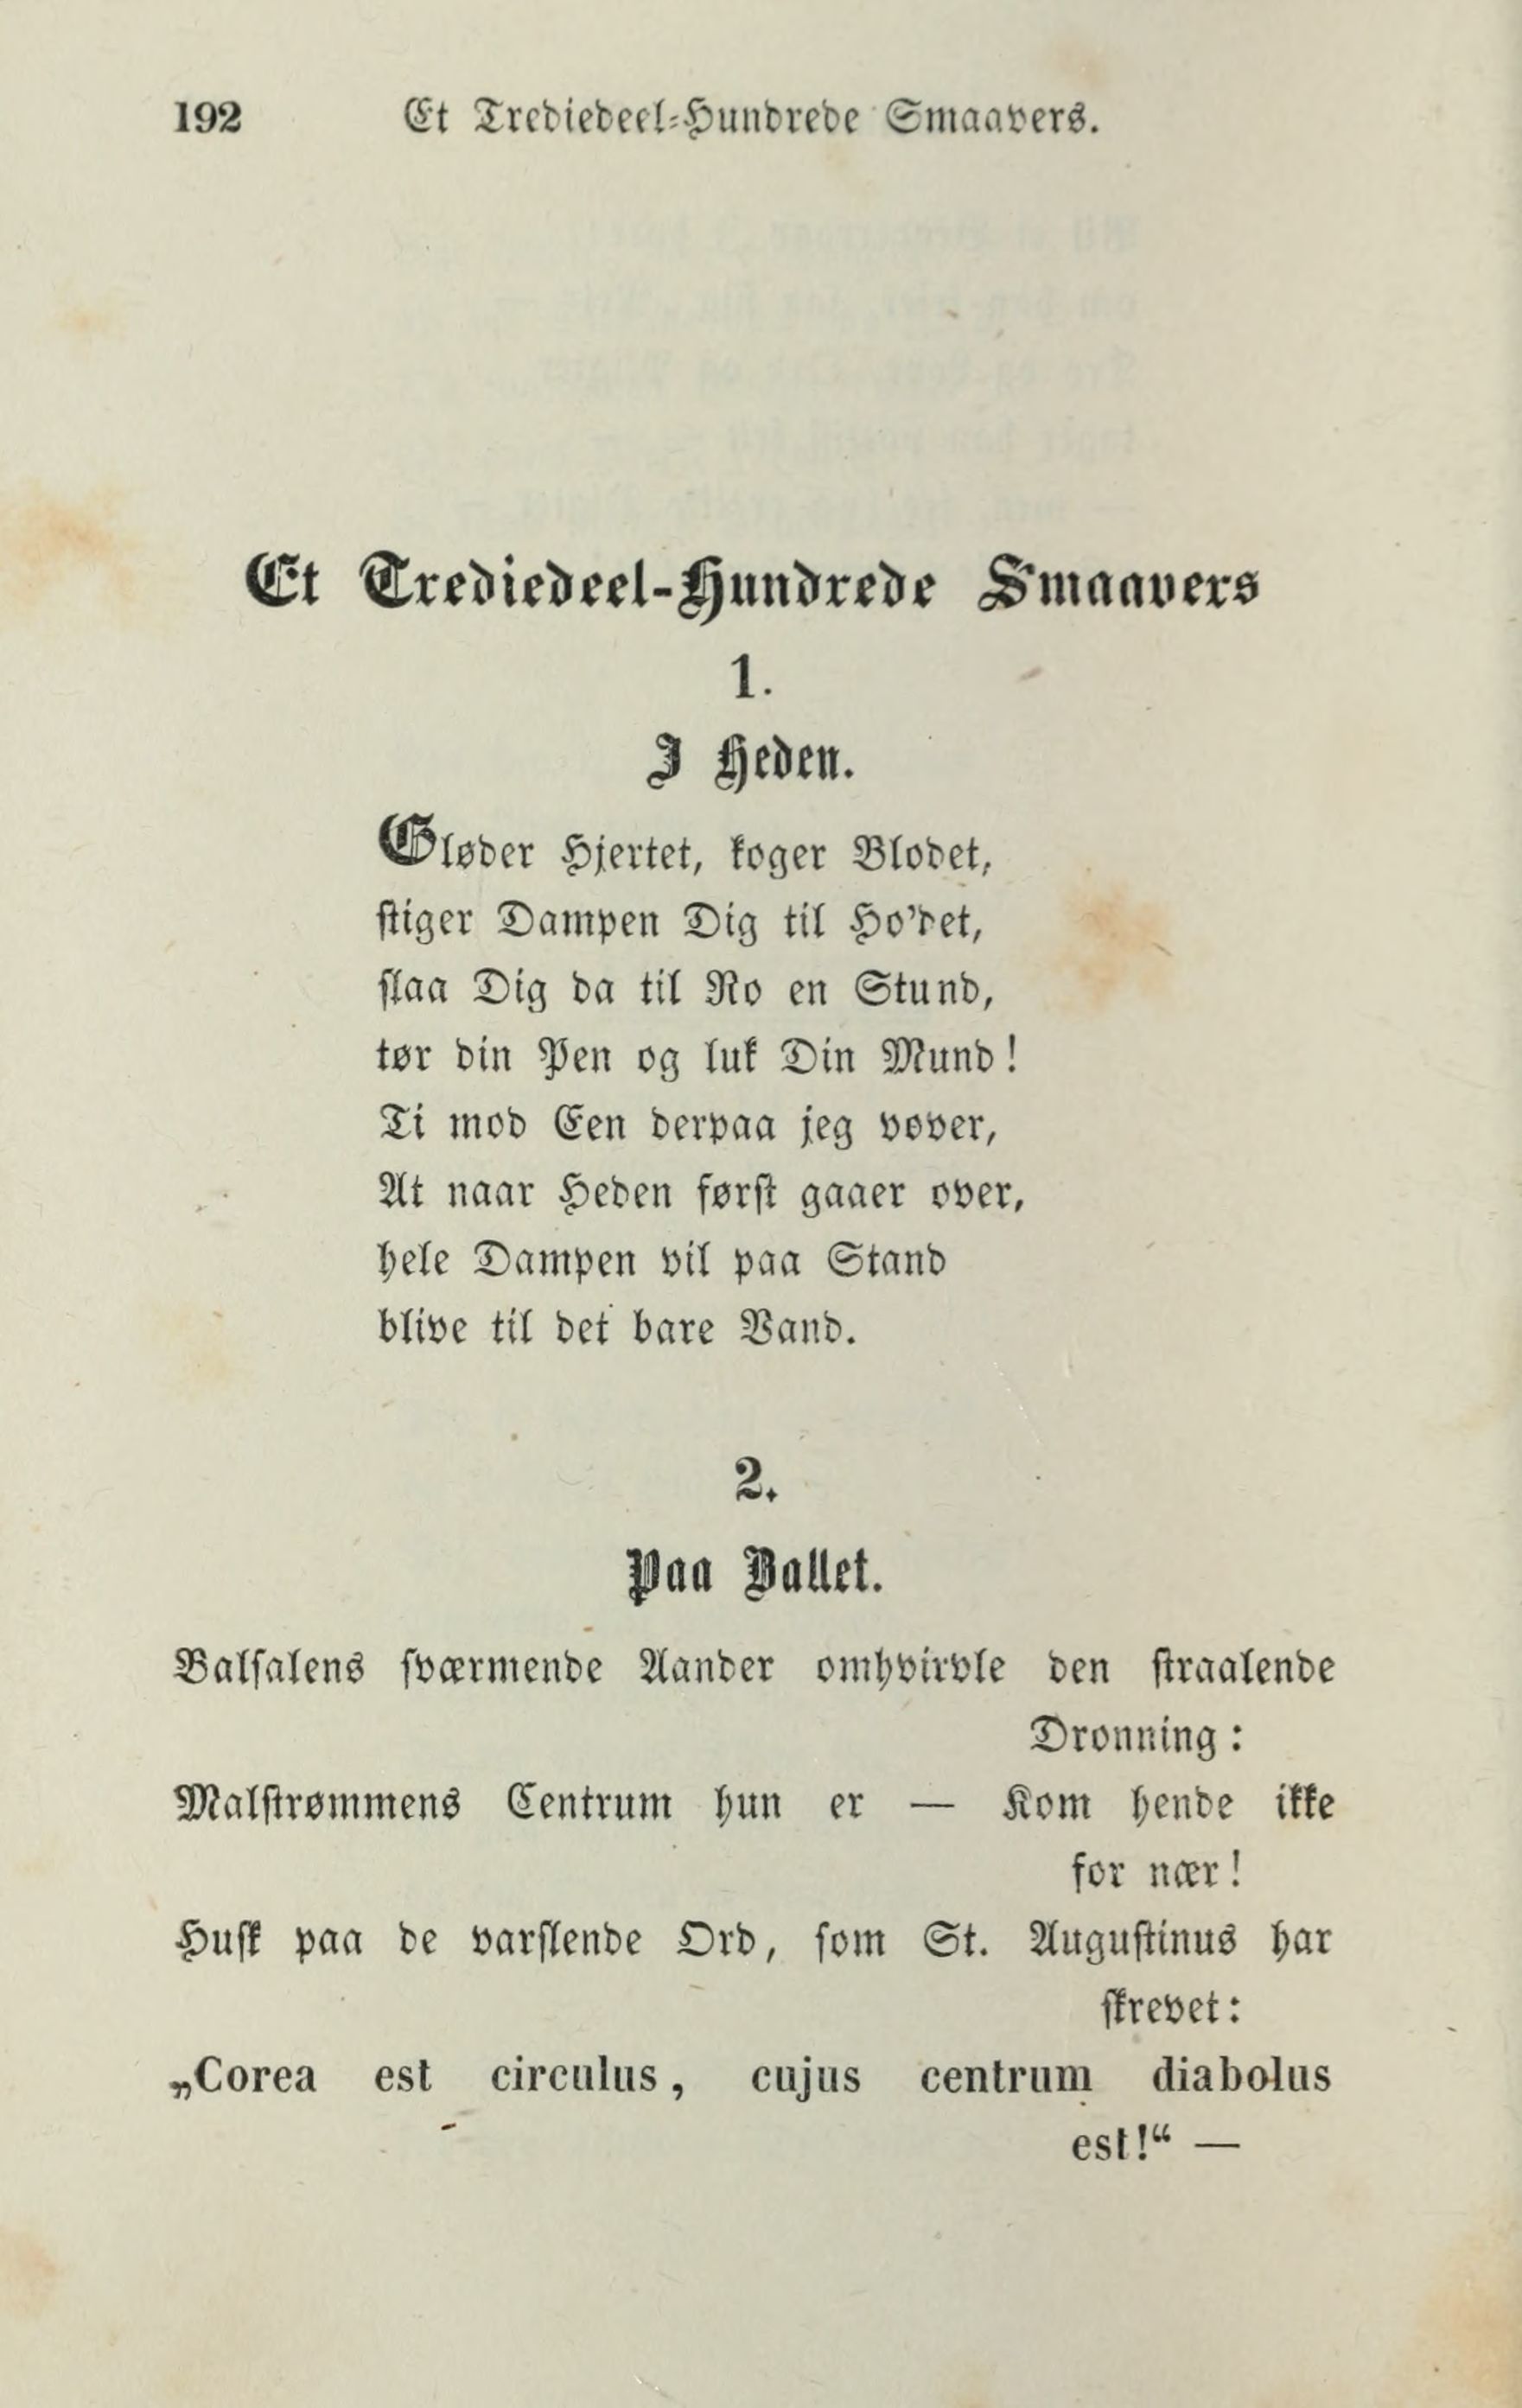 192 Et Trediedeel-Hundrede Smaavers.
Et Trediedeel-Hundrede Smaavers
1.
I Heden.
Gløder Hjertet, koger Blodet,
stiger Dampen Dig til Ho'det,
slaa Dig da til Ro en Stund,
tør din Pen og luk Din Mund!
Ti mod Een derpaa jeg vover,
At naar Heden først gaaer over,
hele Dampen vil paa Stand
blive til det bare Vand.
2.
Paa Ballet.
Balsalens sværmende Aander omhvirvle den straalende
Dronning:
Malstrømmens Centrum hun er — Kom hende ikke
for nær!
Husk paa de varslende Ord, som St. Augustinus har
skrevet:
„Corea est circulus, cujus centrum diabolus
est!“ —